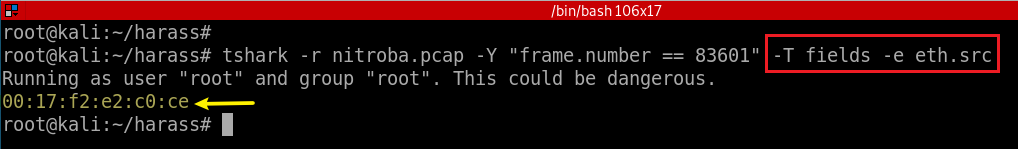 /bin/bash 106x17
root@kali:~/harass#
root@kali:~/harass# tshark -r nitroba.pcap -Y "frame.number == 83601" -T fields -e eth.src
Running as user "root" and group "root". This could be dangerous.
00:17:f2:e2:c0:ce
root@kali:~/harass#